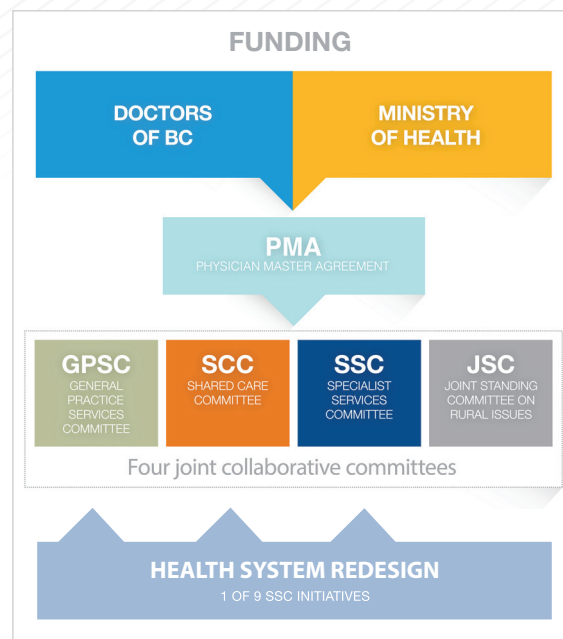 FUNDING
DOCTORS
OF BC
MINISTRY
OF HEALTH
PMA
PHYSICIAN MASTER AGREEMENT
GPSC
GENERAL
PRACTICE
SERVICES
COMMITTEE
SCC
SHARED CARE
COMMITTEE
SSC
SPECIALIST
SERVICES
COMMITTEE
JSC
JOINT STANDING
COMMITTEE ON
RURAL ISSUES
Four joint collaborative committees
HEALTH SYSTEM REDESIGN
1 OF 9 SSC INITIATIVES